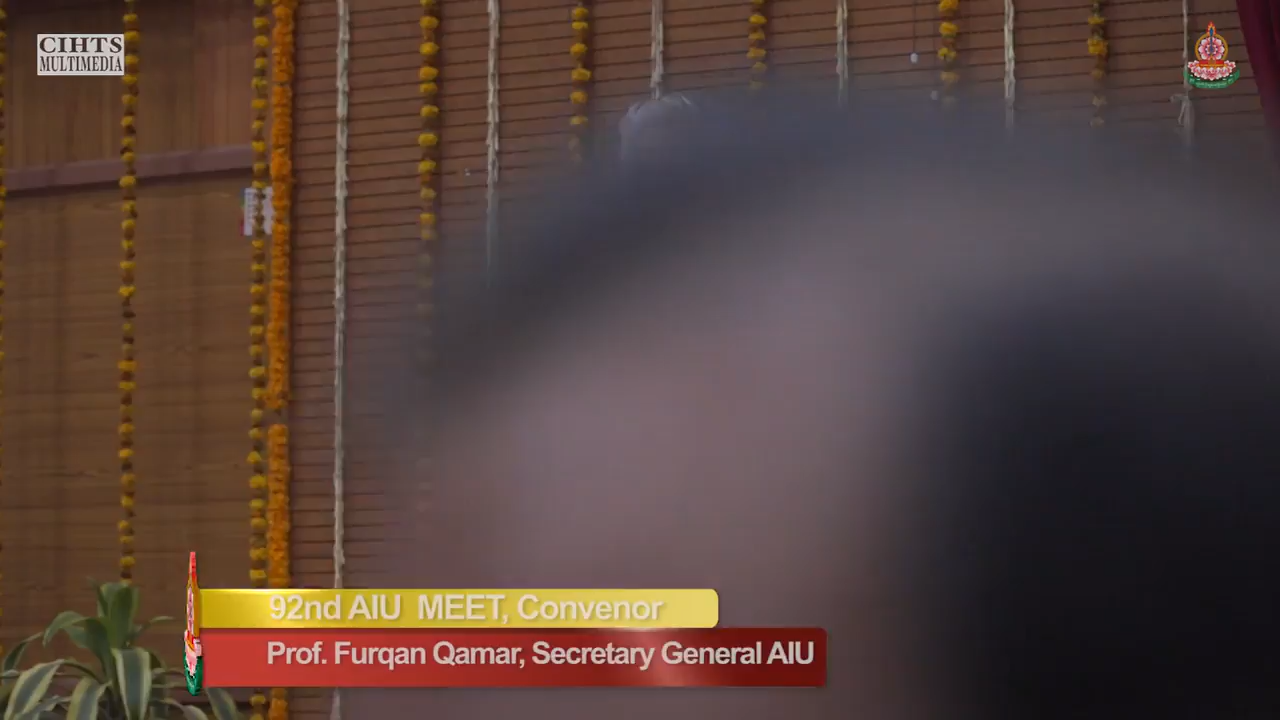 CIHTS
MULTIMEDIA
92nd AIU MEET, Convenor
Prof. Furqan Qamar, Secretary General AIU